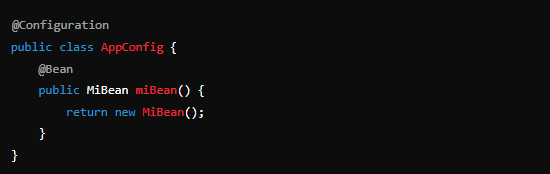 @Configuration
public class AppConfig {
    @Bean
    public MiBean miBean() {
        return new MiBean();
    }
}